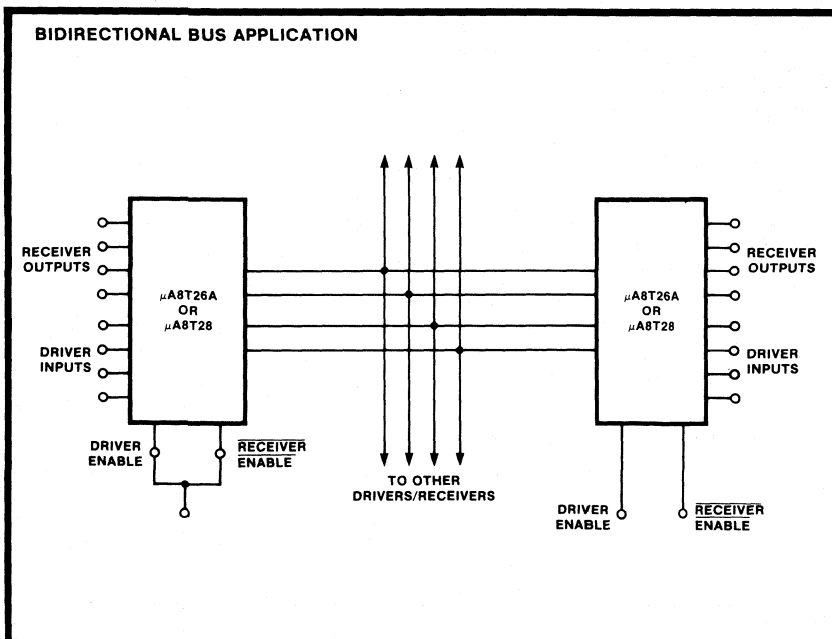 BIDIRECTIONAL BUS APPLICATION
RECEIVER
OUTPUTS
μA8T26A
OR
μA8T28
DRIVER
INPUTS
DRIVER
ENABLE
RECEIVER
ENABLE
TO OTHER
DRIVERS/RECEIVERS
μA8T26A
OR
μA8T28
RECEIVER
OUTPUTS
DRIVER
INPUTS
DRIVER
ENABLE
RECEIVER
ENABLE